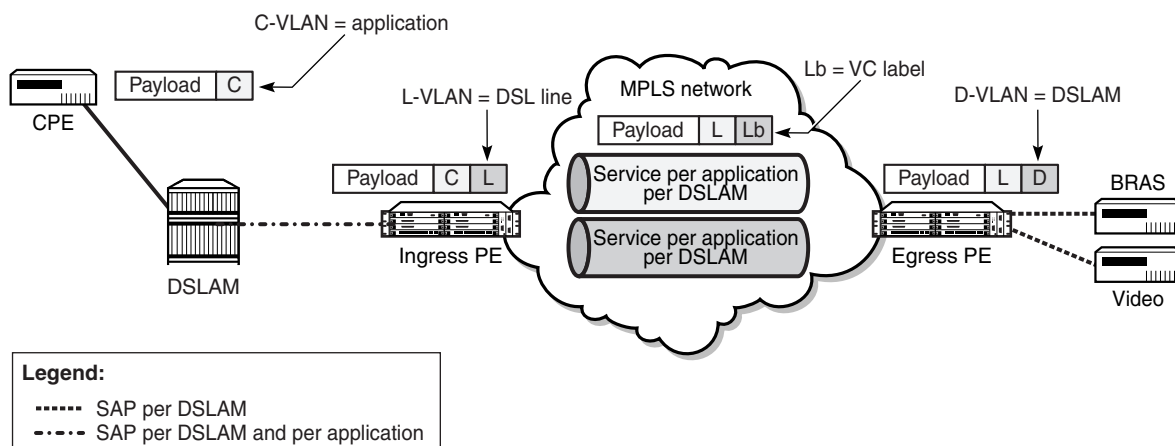 C-VLAN = application
Payload C
CPE
L-VLAN = DSL line
MPLS network
Lb = VC label
D-VLAN = DSLAM
Payload L Lb
Payload C L
Service per application
per DSLAM
Payload L D
BRAS
Service per application
per DSLAM
Ingress PE
Egress PE
DSLAM
Video
Legend:
SAP per DSLAM
SAP per DSLAM and per application